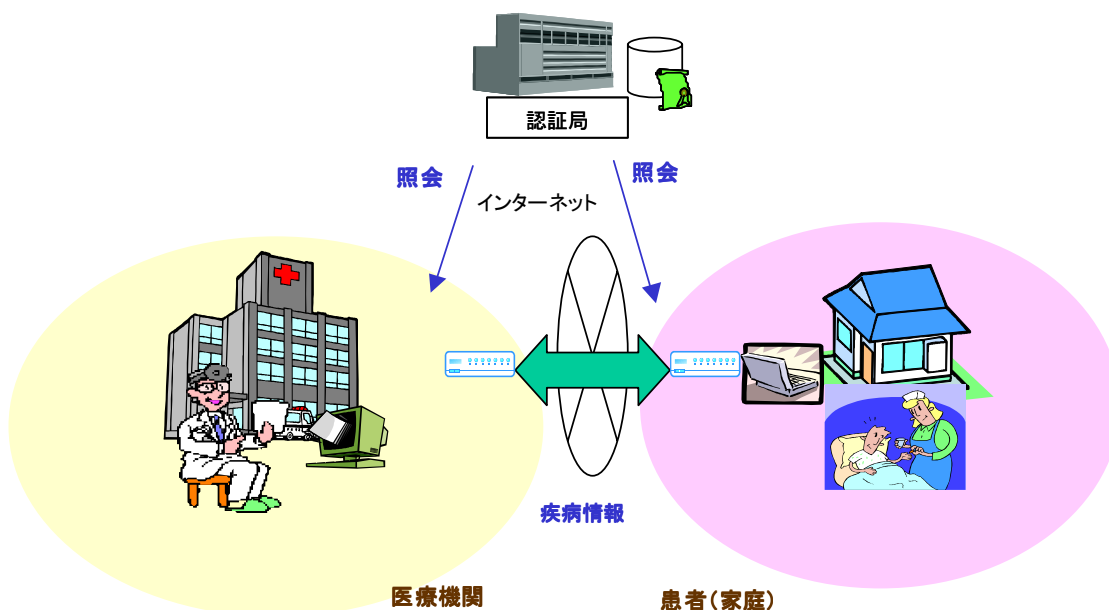 認証局
照会
照会
インターネット
疾病情報
医療機関
患者(家庭)